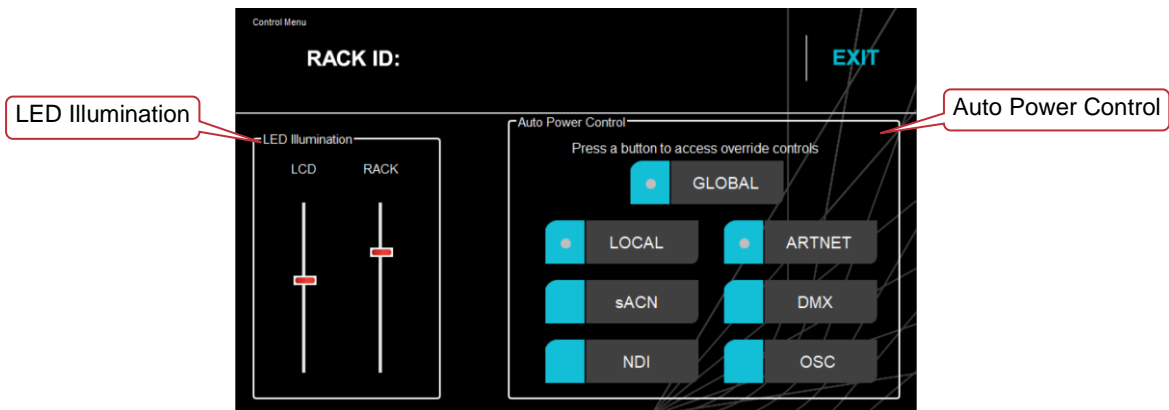 Control Menu
RACK ID:
EXIT
LED Illumination
Auto Power Control
LED Illumination
LCD
RACK
Auto Power Control
Press a button to access override controls
GLOBAL
LOCAL
ARTNET
sACN
DMX
NDI
OSC